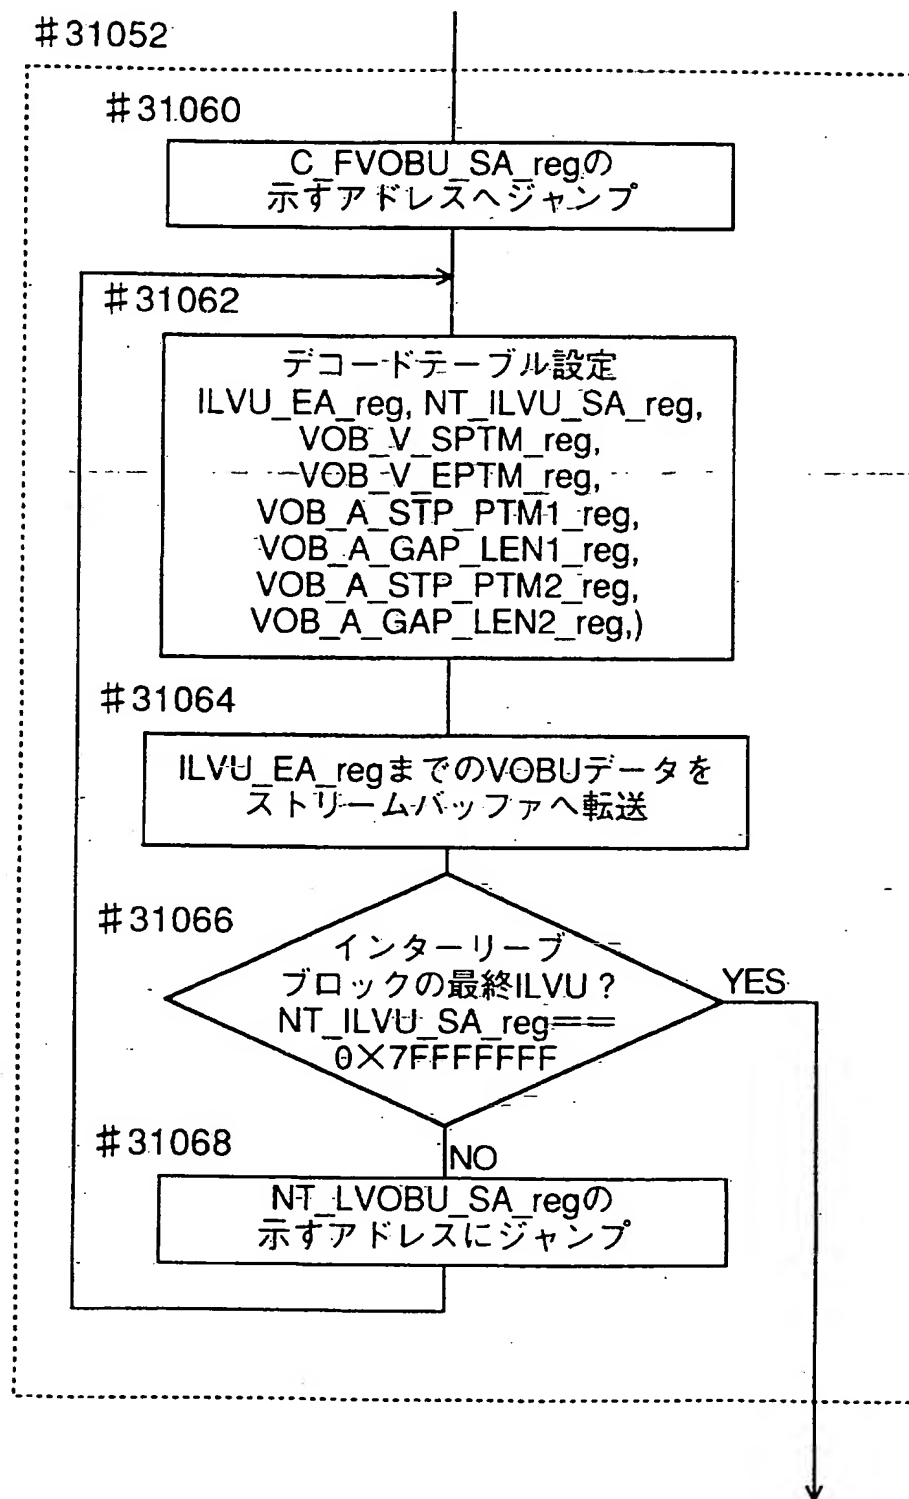 #31052
#31060
C_FVOBU_SA_regの
示すアドレスへジャンプ
#31062
デコードテーブル設定
ILVU_EA_reg, NT_ILVU_SA_reg,
VOB_V_SPTM_reg,
VOB_V_EPTM_reg,
VOB_A_STP_PTM1_reg,
VOB_A_GAP_LEN1_reg,
VOB_A_STP_PTM2_reg,
VOB_A_GAP_LEN2_reg,)
#31064
ILVU_EA_regまでのVOBUデータを
ストリームバッファへ転送
#31066
インターリーブ
ブロックの最終ILVU?
NT_ILVU_SA_reg==
0×7FFFFFFF
YES
#31068
NO
NT_LVOBU_SA_regの
示すアドレスにジャンプ